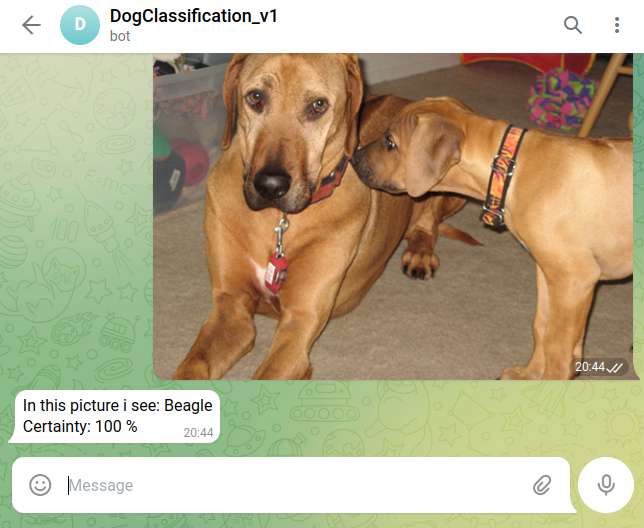 D
DogClassification_v1
bot
20:44
In this picture i see: Beagle
Certainty: 100 %
20:44
Message